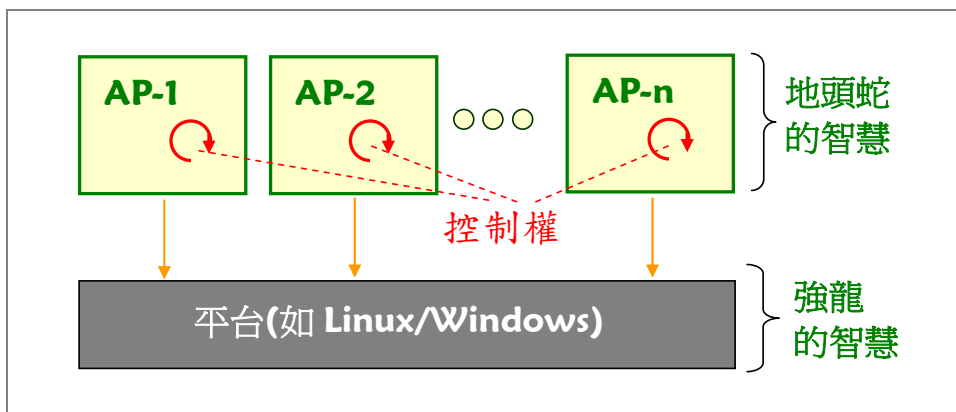 AP-1
AP-2
AP-n
地頭蛇
的智慧
控制權
平台(如 Linux/Windows)
強龍
的智慧